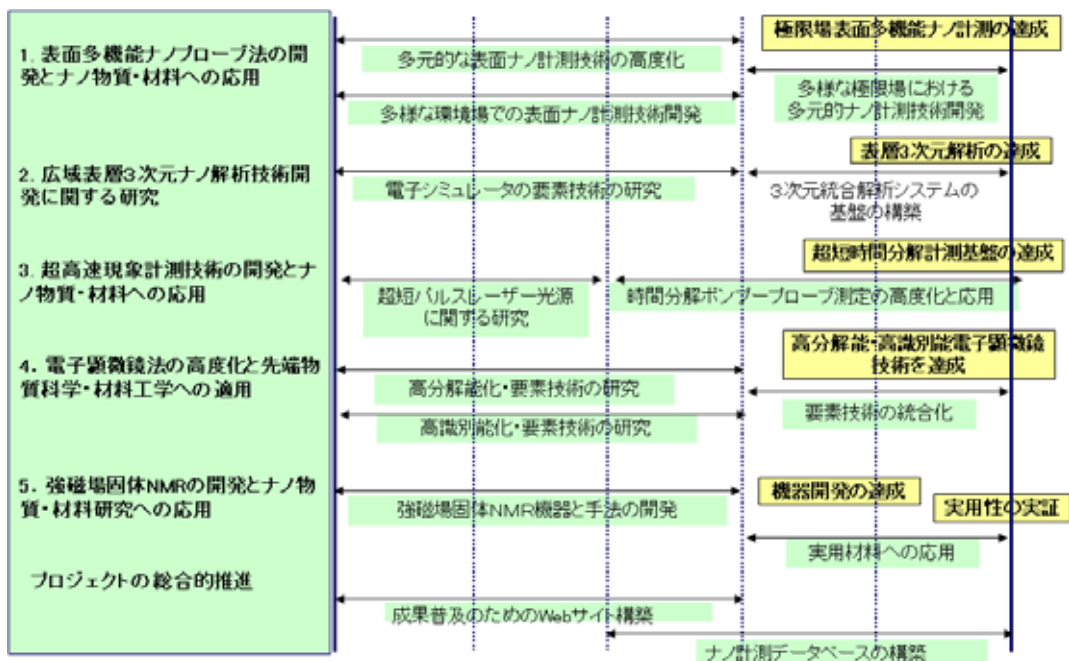 極限場表面多機能ナノ計測の達成
1. 表面多機能ナノプローブ法の開
発とナノ物質・材料への応用
多元的な表面ナノ計測技術の高度化
多様な極限場における
多元的ナノ計測技術開発
多様な環境場での表面ナノ計測技術開発
表層3次元解析の達成
2. 広域表層3次元ナノ解析技術開
発に関する研究
電子シミュレータの要素技術の研究
3次元統合解析システムの
基盤の構築
超短時間分解計測基盤の達成
3. 超高速現象計測技術の開発とナ
ノ物質・材料への応用
超短パルスレーザー光源
に関する研究
時間分解ポンプープローブ測定の高度化と応用
高分解能・高識別能電子顕微鏡
技術を達成
4. 電子顕微鏡法の高度化と先端物
質科学・材料工学への適用
高分解能化・要素技術の研究
要素技術の統合化
高識別能化・要素技術の研究
5. 強磁場固体NMRの開発とナノ物
質・材料研究への応用
機器開発の達成
強磁場固体NMR機器と手法の開発
実用性の実証
実用材料への応用
プロジェクトの総合的推進
成果普及のためのWebサイト構築
ナノ計測データベースの構築